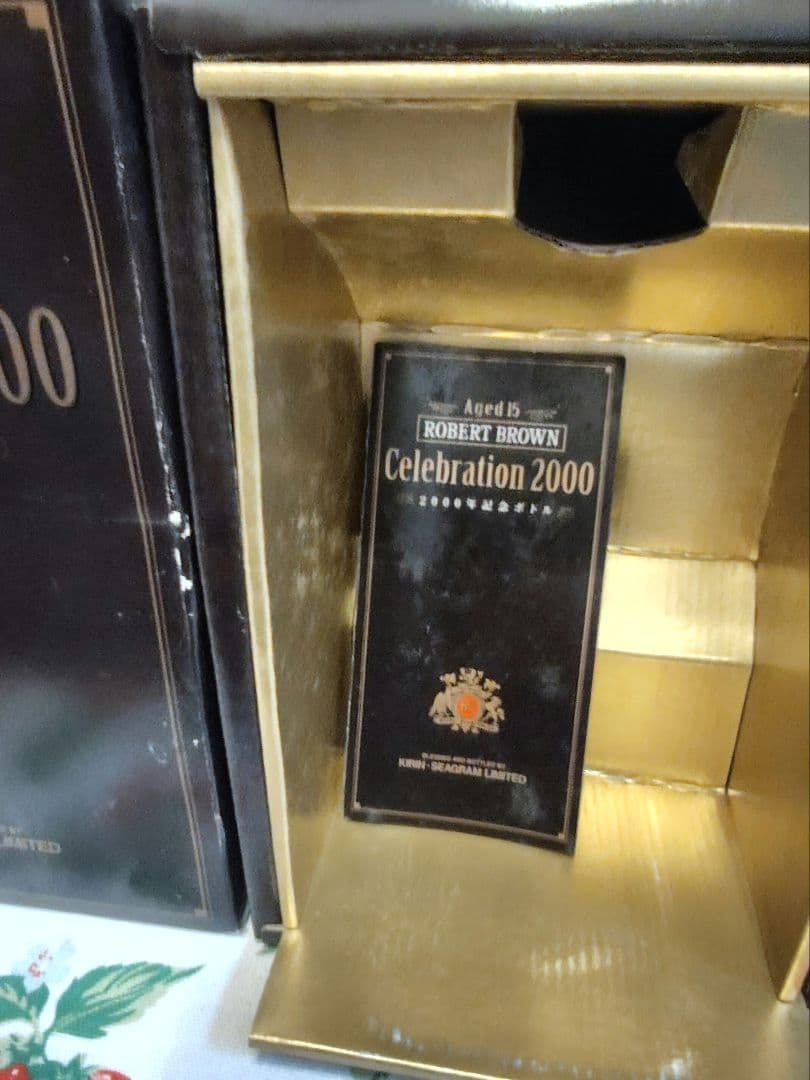 00
LIMITED
Aged 15
ROBERT BROWN
Celebration 2000
2000年記念ボトル
BLENDED AND BOTTLED BY
KIRIN-SEAGRAM LIMITED